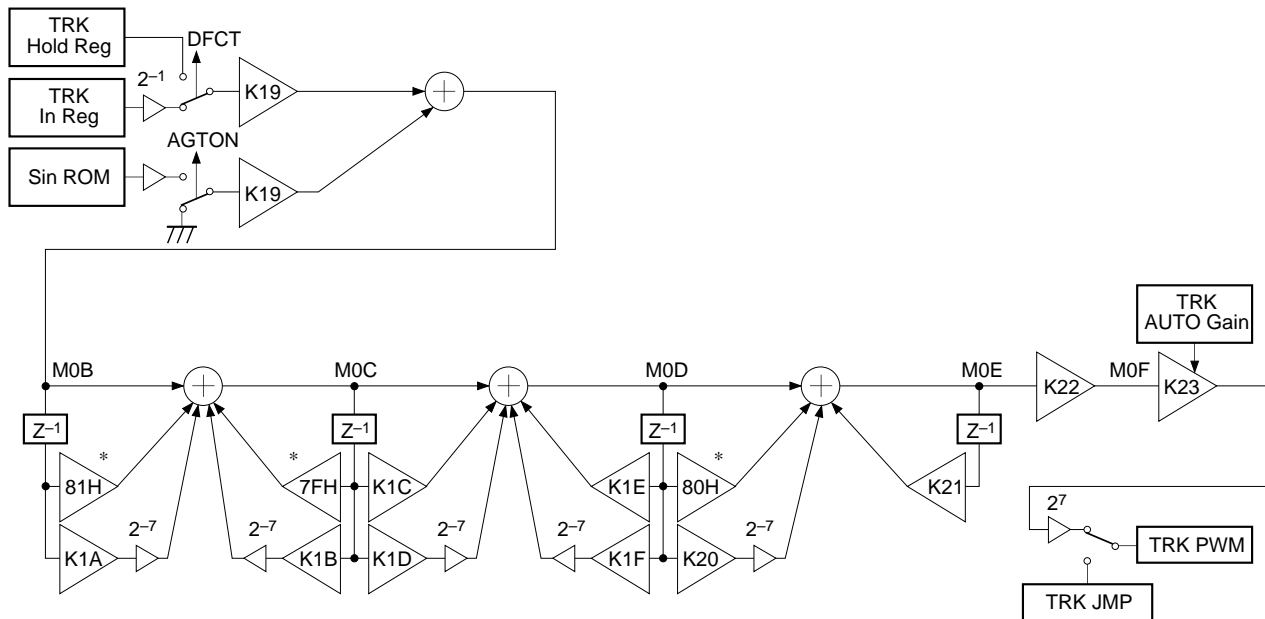 TRK
Hold Reg
DFCT
2–1
K19
TRK
In Reg
AGTON
Sin ROM
K19
TRK
AUTO Gain
M0B
M0C
M0D
M0E
K22
M0F
K23
Z–1
Z–1
Z–1
Z–1
*
*
*
81H
7FH
K1C
K1E
80H
K21
2–7
2–7
2–7
2–7
2–7
27
K1A
K1B
K1D
K1F
K20
TRK PWM
TRK JMP